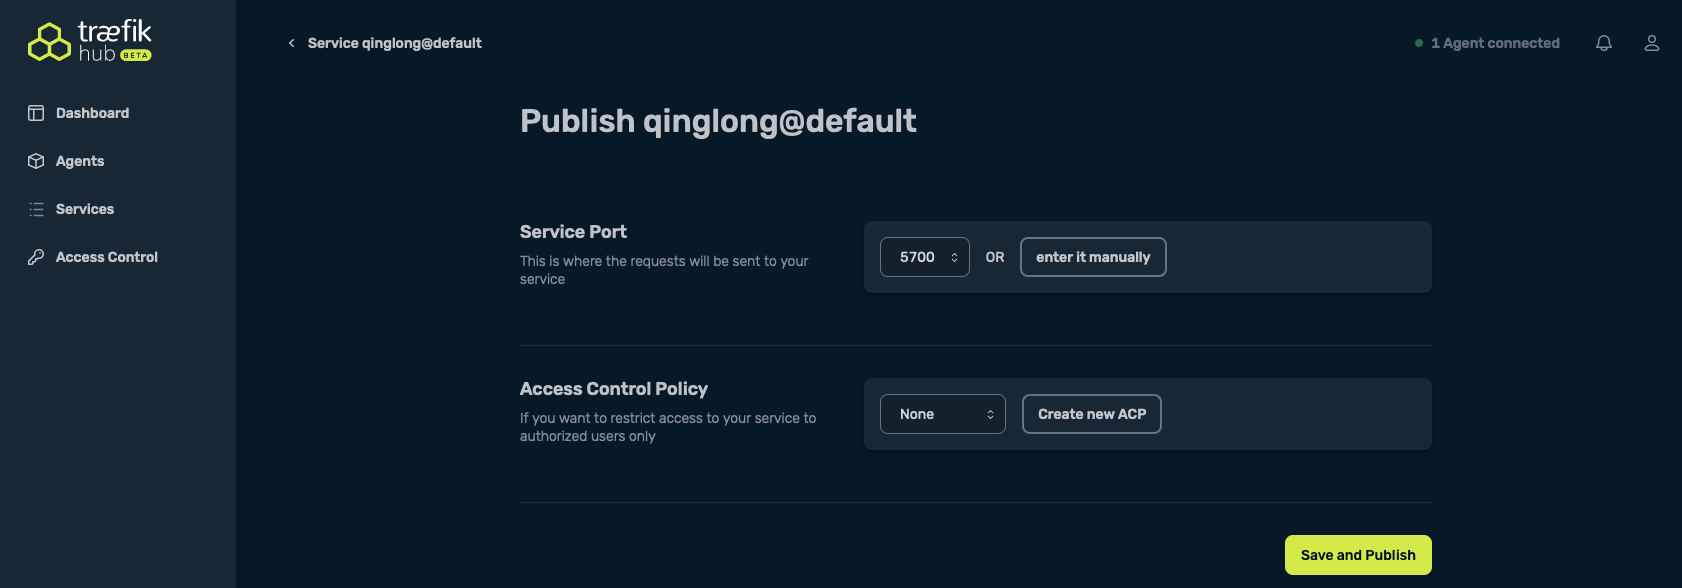 træfik
hub BETA
Service qinglong@default
1 Agent connected
Dashboard
Agents
Services
Access Control
Publish qinglong@default
Service Port
This is where the requests will be sent to your
service
5700
OR
enter it manually
Access Control Policy
If you want to restrict access to your service to
authorized users only
None
Create new ACP
Save and Publish